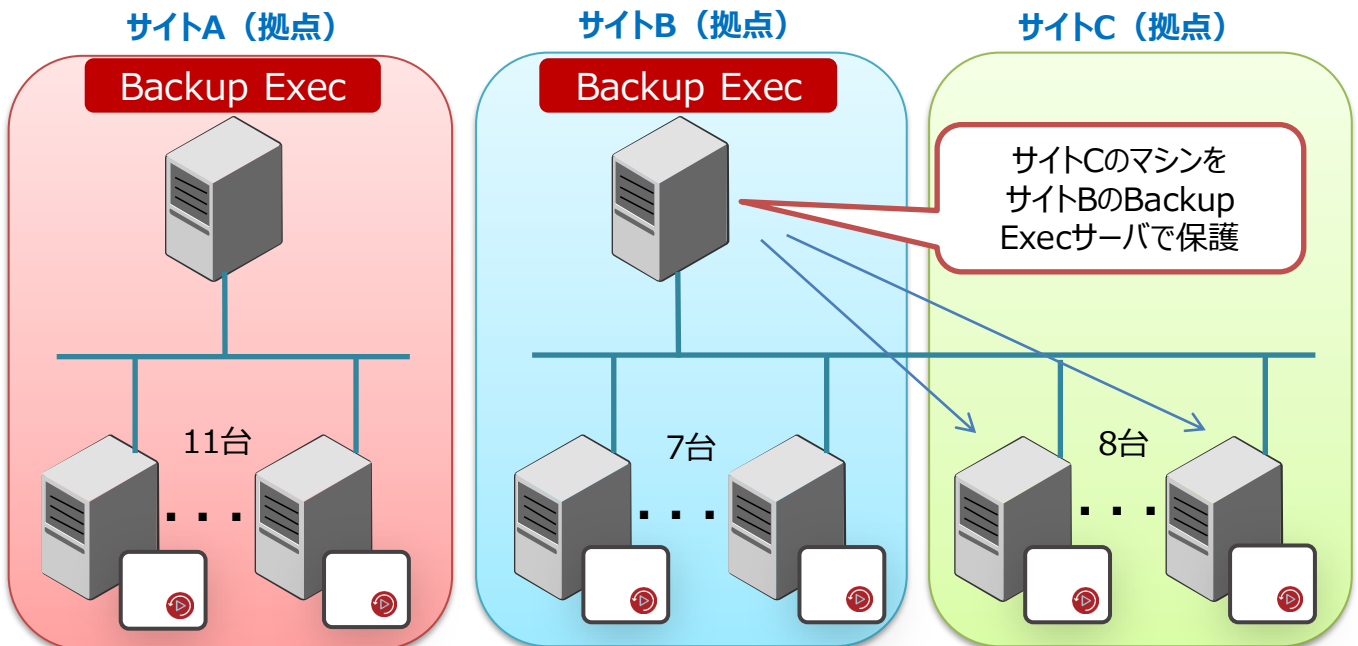 サイトA（拠点）
サイトB（拠点）
サイトC（拠点）
Backup Exec
Backup Exec
サイトCのマシンを
サイトBのBackup
Execサーバで保護
11台
7台
8台
・・・
・・・
・・・